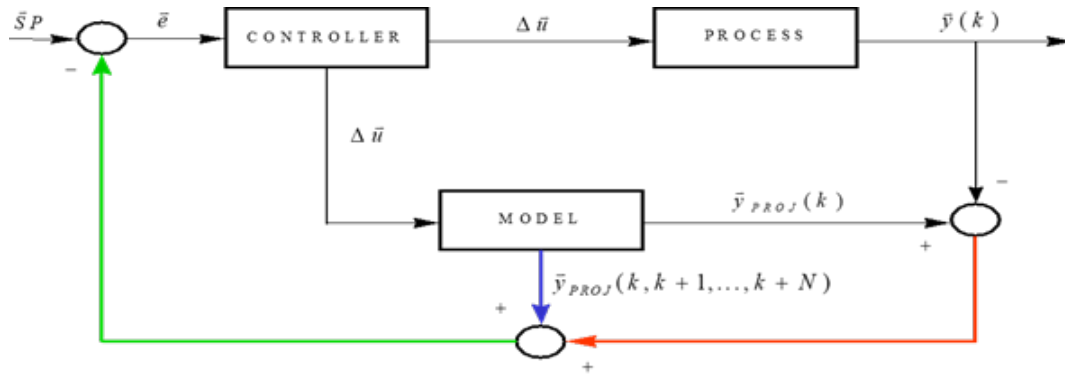 S̄P
ē
CONTROLLER
Δ ū
PROCESS
ȳ(k)
−
Δ ū
−
MODEL
ȳ PROJ (k)
+
ȳ PROJ (k, k + 1, ..., k + N)
+
+